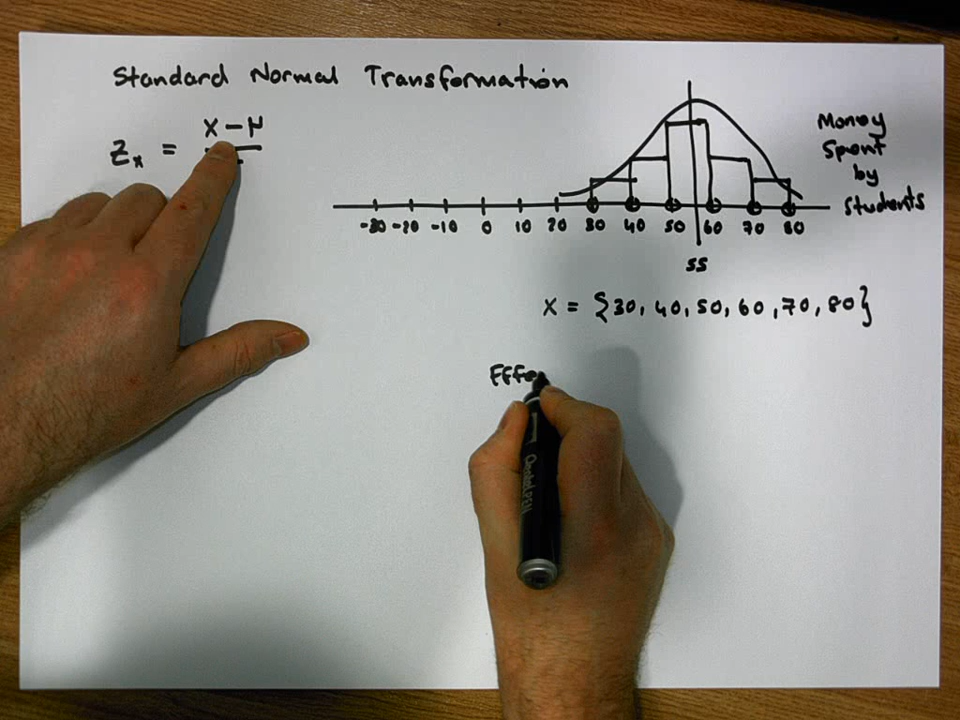 Standard Normal Transformation
Zx = x - μ
Money
Spent
by
Students
-30 -20 -10 0 10 20 30 40 50 60 70 80
55
X = {30, 40, 50, 60, 70, 80}
Effe